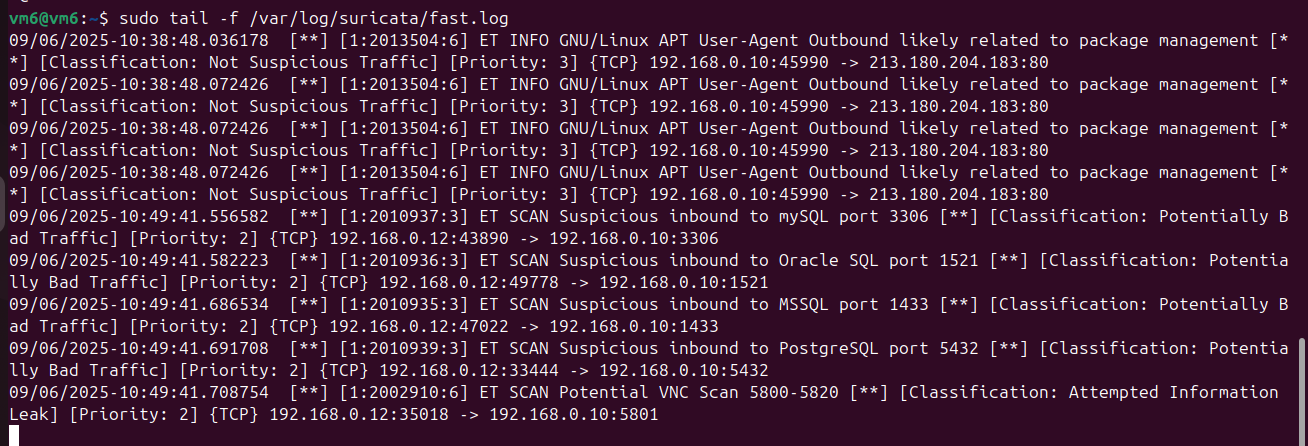 vm6@vm6:~$ sudo tail -f /var/log/suricata/fast.log
09/06/2025-10:38:48.036178  [**] [1:2013504:6] ET INFO GNU/Linux APT User-Agent Outbound likely related to package management [*
*] [Classification: Not Suspicious Traffic] [Priority: 3] {TCP} 192.168.0.10:45990 -> 213.180.204.183:80
09/06/2025-10:38:48.072426  [**] [1:2013504:6] ET INFO GNU/Linux APT User-Agent Outbound likely related to package management [*
*] [Classification: Not Suspicious Traffic] [Priority: 3] {TCP} 192.168.0.10:45990 -> 213.180.204.183:80
09/06/2025-10:38:48.072426  [**] [1:2013504:6] ET INFO GNU/Linux APT User-Agent Outbound likely related to package management [*
*] [Classification: Not Suspicious Traffic] [Priority: 3] {TCP} 192.168.0.10:45990 -> 213.180.204.183:80
09/06/2025-10:38:48.072426  [**] [1:2013504:6] ET INFO GNU/Linux APT User-Agent Outbound likely related to package management [*
*] [Classification: Not Suspicious Traffic] [Priority: 3] {TCP} 192.168.0.10:45990 -> 213.180.204.183:80
09/06/2025-10:49:41.556582  [**] [1:2010937:3] ET SCAN Suspicious inbound to mySQL port 3306 [**] [Classification: Potentially B
ad Traffic] [Priority: 2] {TCP} 192.168.0.12:43890 -> 192.168.0.10:3306
09/06/2025-10:49:41.582223  [**] [1:2010936:3] ET SCAN Suspicious inbound to Oracle SQL port 1521 [**] [Classification: Potentia
lly Bad Traffic] [Priority: 2] {TCP} 192.168.0.12:49778 -> 192.168.0.10:1521
09/06/2025-10:49:41.686534  [**] [1:2010935:3] ET SCAN Suspicious inbound to MSSQL port 1433 [**] [Classification: Potentially B
ad Traffic] [Priority: 2] {TCP} 192.168.0.12:47022 -> 192.168.0.10:1433
09/06/2025-10:49:41.691708  [**] [1:2010939:3] ET SCAN Suspicious inbound to PostgreSQL port 5432 [**] [Classification: Potentia
lly Bad Traffic] [Priority: 2] {TCP} 192.168.0.12:33444 -> 192.168.0.10:5432
09/06/2025-10:49:41.708754  [**] [1:2002910:6] ET SCAN Potential VNC Scan 5800-5820 [**] [Classification: Attempted Information
Leak] [Priority: 2] {TCP} 192.168.0.12:35018 -> 192.168.0.10:5801